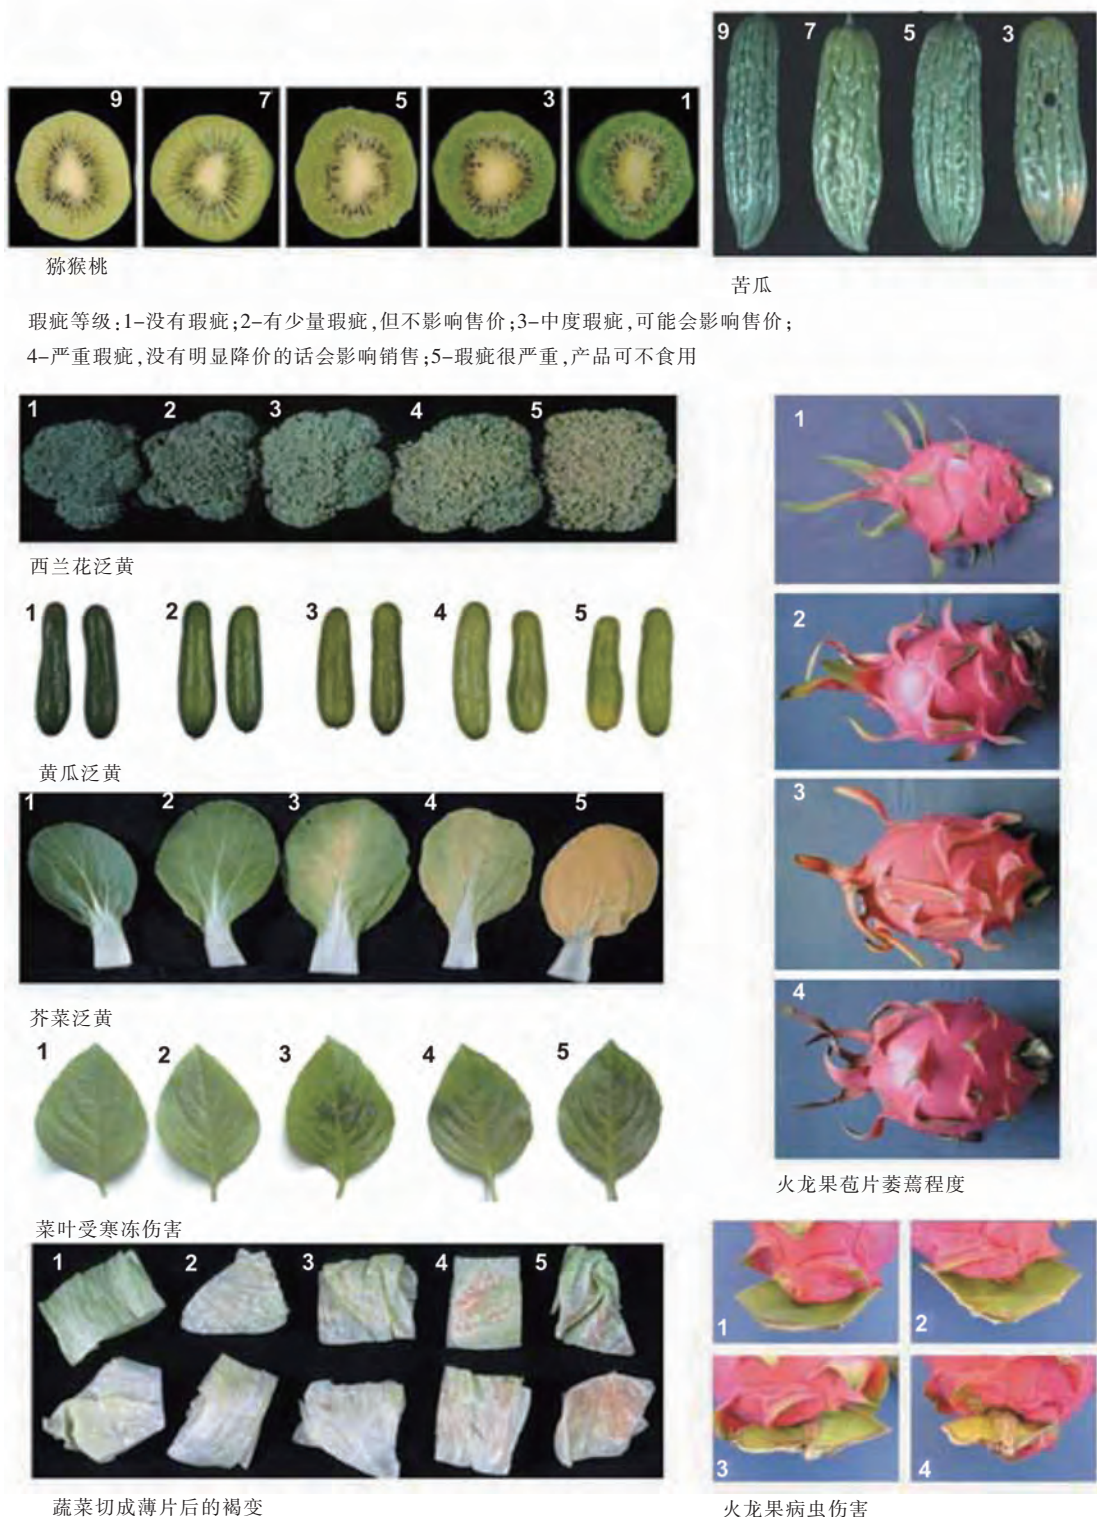 9 7 5 3 1
猕猴桃
9 7 5 3
苦瓜
瑕疵等级:1-没有瑕疵;2-有少量瑕疵,但不影响售价;3-中度瑕疵,可能会影响售价;
4-严重瑕疵,没有明显降价的话会影响销售;5-瑕疵很严重,产品可不食用
1 2 3 4 5
西兰花泛黄
1 2 3 4 5
黄瓜泛黄
1 2 3 4 5
芥菜泛黄
1 2 3 4 5
菜叶受寒冻伤害
1 2 3 4 5
蔬菜切成薄片后的褐变
1
2
3
4
火龙果苞片萎蔫程度
1 2
3 4
火龙果病虫伤害